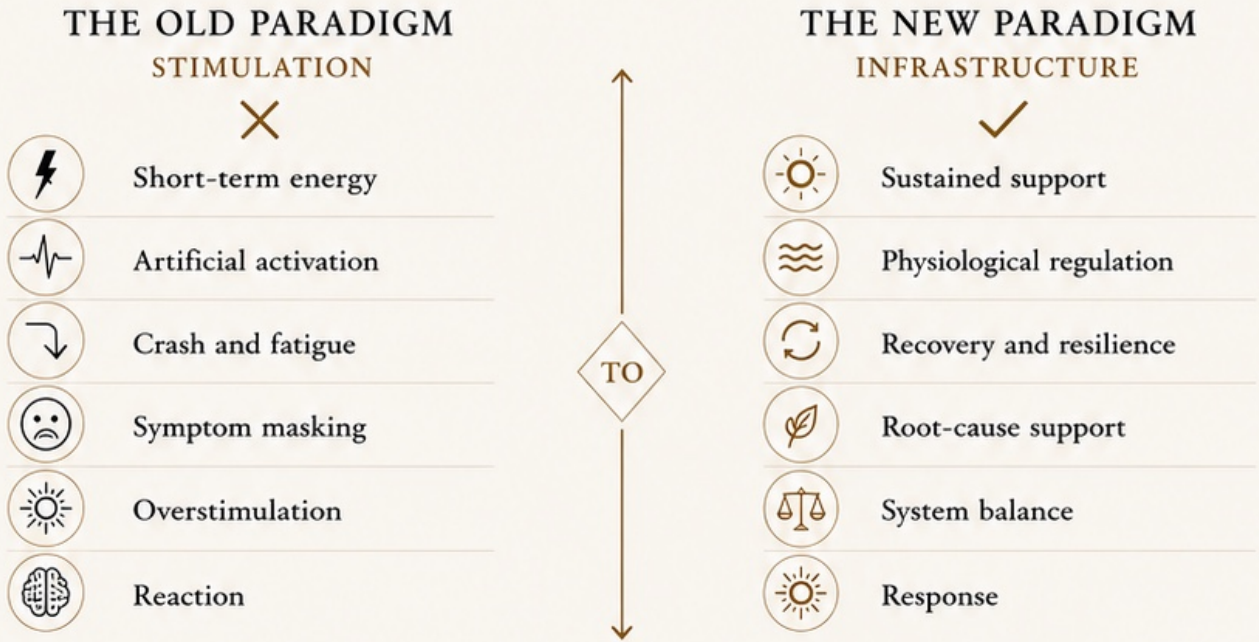 THE OLD PARADIGM
STIMULATION
Short-term energy
Artificial activation
Crash and fatigue
Symptom masking
Overstimulation
Reaction
TO
THE NEW PARADIGM
INFRASTRUCTURE
Sustained support
Physiological regulation
Recovery and resilience
Root-cause support
System balance
Response